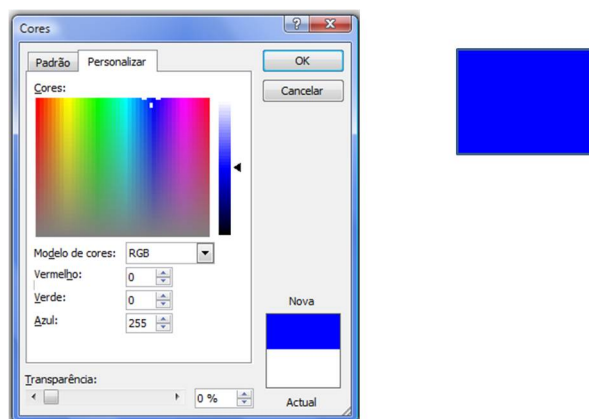 Cores
Padrão Personalizar
OK
Cancelar
Cores:
Modelo de cores: RGB
Vermelho: 0
Verde: 0
Azul: 255
Nova
Transparência:
0 %
Actual